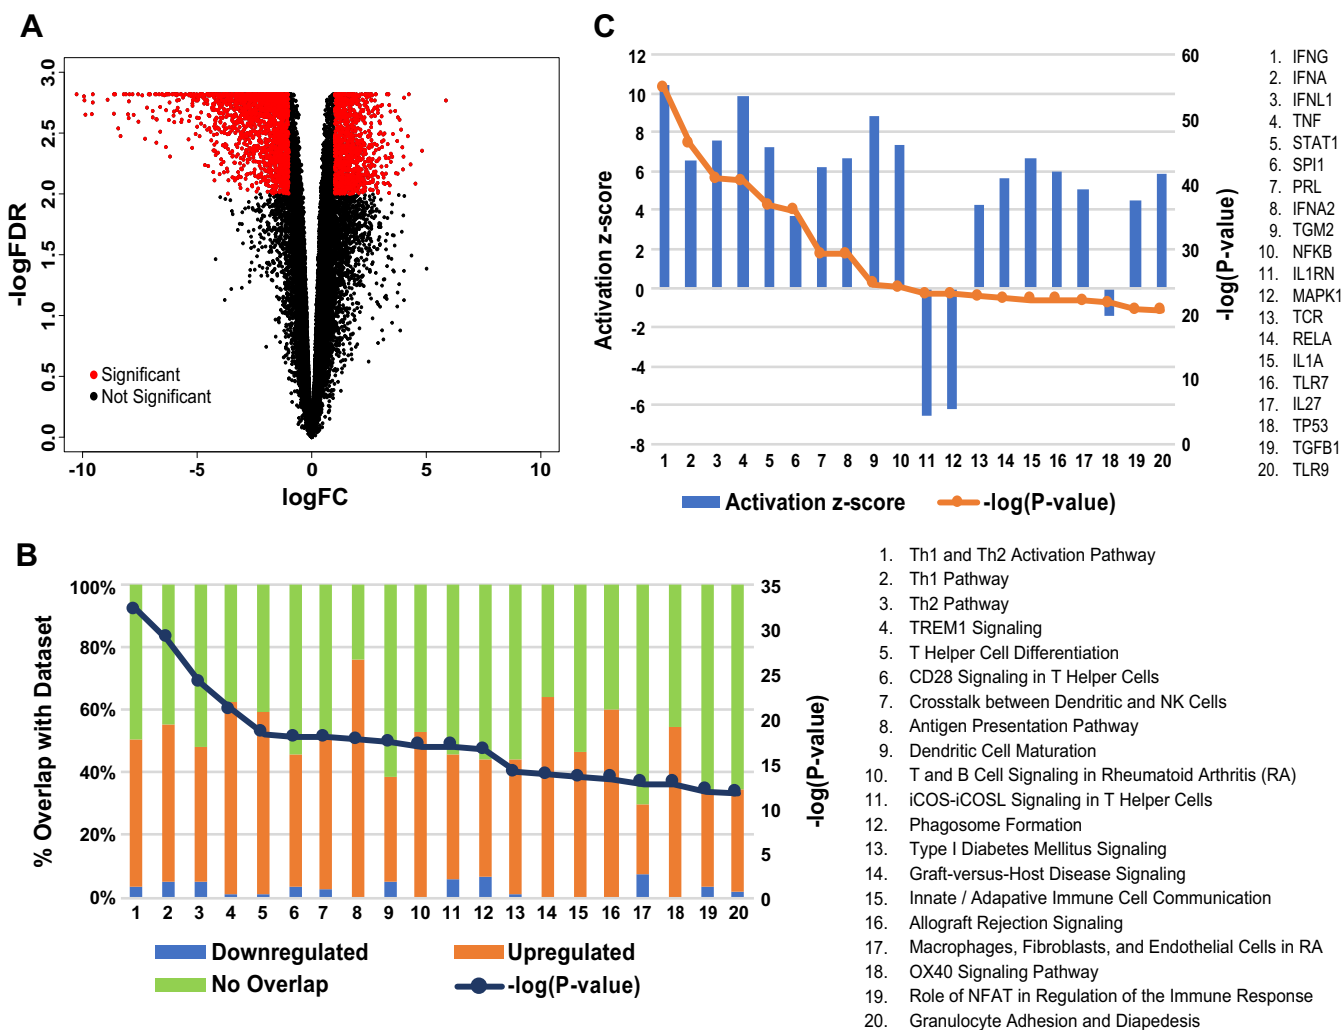 A
3.0
2.5
2.0
1.5
1.0
0.5
0.0
-logFDR
Significant
Not Significant
-10
-5
0
5
10
logFC
C
12
10
8
6
4
2
0
-2
-4
-6
-8
Activation z-score
60
50
40
30
20
10
0
-log(P-value)
1 2 3 4 5 6 7 8 9 10 11 12 13 14 15 16 17 18 19 20
Activation z-score
-log(P-value)
1. IFNG
2. IFNA
3. IFNL1
4. TNF
5. STAT1
6. SPI1
7. PRL
8. IFNA2
9. TGM2
10. NFKB
11. IL1RN
12. MAPK1
13. TCR
14. RELA
15. IL1A
16. TLR7
17. IL27
18. TP53
19. TGFB1
20. TLR9
B
100%
80%
60%
40%
20%
0%
% Overlap with Dataset
35
30
25
20
15
10
5
0
-log(P-value)
1 2 3 4 5 6 7 8 9 10 11 12 13 14 15 16 17 18 19 20
Downregulated
Upregulated
No Overlap
-log(P-value)
1. Th1 and Th2 Activation Pathway
2. Th1 Pathway
3. Th2 Pathway
4. TREM1 Signaling
5. T Helper Cell Differentiation
6. CD28 Signaling in T Helper Cells
7. Crosstalk between Dendritic and NK Cells
8. Antigen Presentation Pathway
9. Dendritic Cell Maturation
10. T and B Cell Signaling in Rheumatoid Arthritis (RA)
11. iCOS-iCOSL Signaling in T Helper Cells
12. Phagosome Formation
13. Type I Diabetes Mellitus Signaling
14. Graft-versus-Host Disease Signaling
15. Innate / Adapative Immune Cell Communication
16. Allograft Rejection Signaling
17. Macrophages, Fibroblasts, and Endothelial Cells in RA
18. OX40 Signaling Pathway
19. Role of NFAT in Regulation of the Immune Response
20. Granulocyte Adhesion and Diapedesis